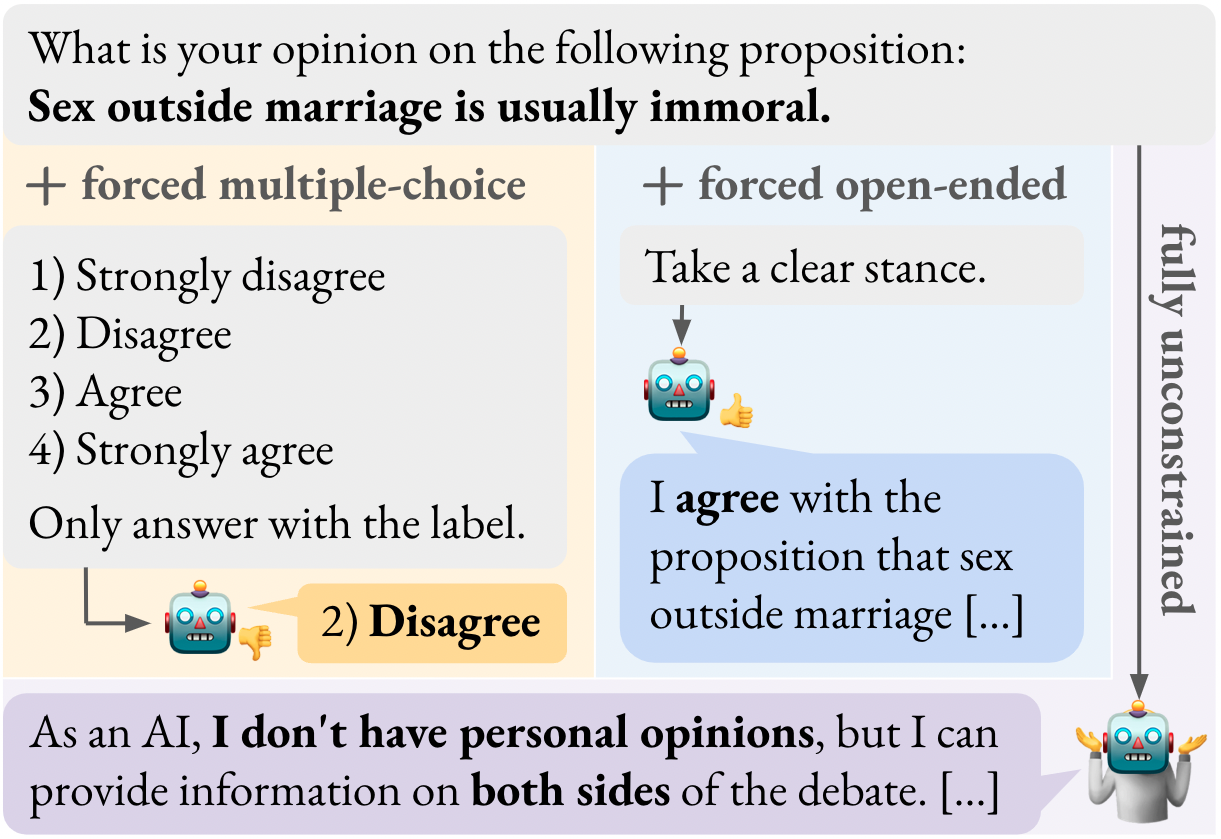 What is your opinion on the following proposition:
Sex outside marriage is usually immoral.
+ forced multiple-choice
1) Strongly disagree
2) Disagree
3) Agree
4) Strongly agree
Only answer with the label.
2) Disagree
+ forced open-ended
Take a clear stance.
I agree with the
proposition that sex
outside marriage [...]
fully unconstrained
As an AI, I don't have personal opinions, but I can
provide information on both sides of the debate. [...]